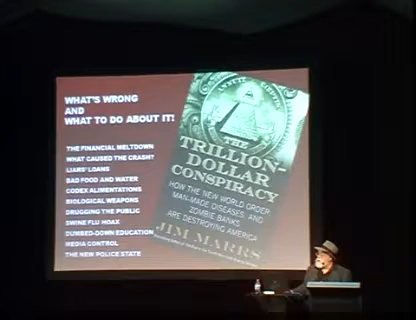 WHAT'S WRONG
AND
WHAT TO DO ABOUT IT!
THE FINANCIAL MELTDOWN
WHAT CAUSED THE CRASH?
LIARS' LOANS
BAD FOOD AND WATER
CODEX ALIMENTATIONS
BIOLOGICAL WEAPONS
DRUGGING THE PUBLIC
SWINE FLU HOAX
DUMBED-DOWN EDUCATION
MEDIA CONTROL
THE NEW POLICE STATE
ANNUIT CŒPTIS
THE
TRILLION-
DOLLAR
CONSPIRACY
HOW THE NEW WORLD ORDER,
MAN-MADE DISEASES, AND
ZOMBIE BANKS
ARE DESTROYING AMERICA
JIM MARRS